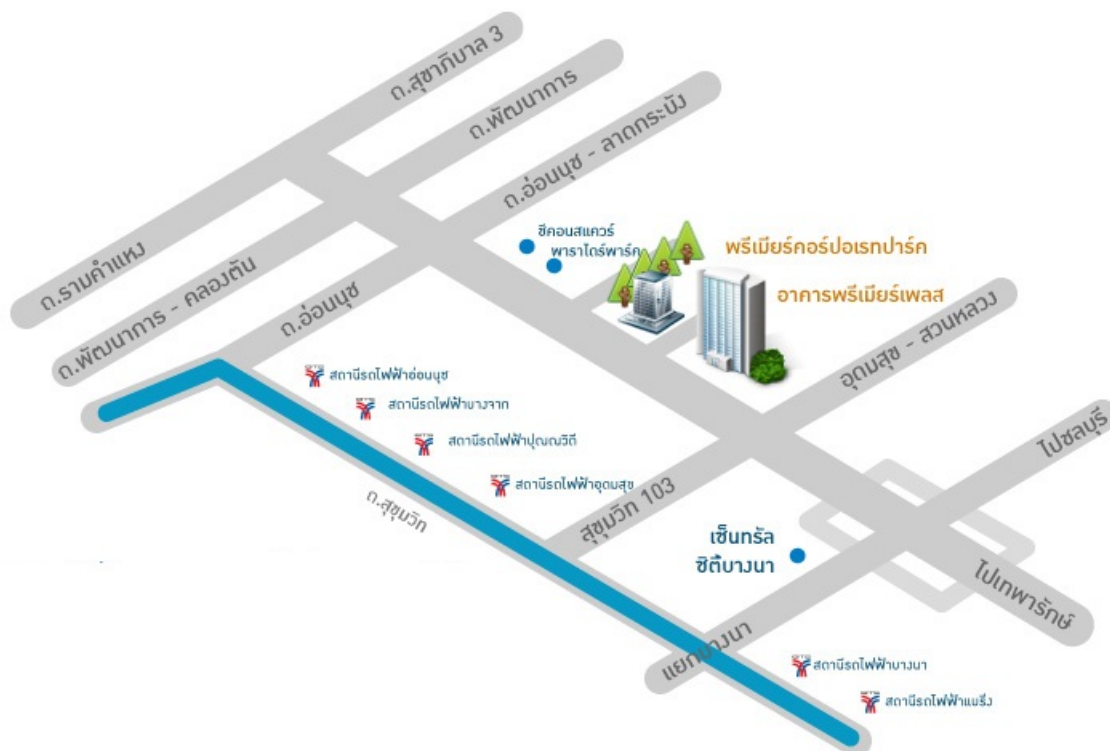 ถ.สุขาภิบาล 3
ถ.พัฒนาการ
ถ.อ่อนนุช - ลาดกระบัง
ซีคอนสแควร์
พาราไดร์พาร์ค
พรีเมียร์คอร์ปอเรทปาร์ค
อาคารพรีเมียร์เพลส
ถ.รามคำแหง
ถ.พัฒนาการ - คลองตัน
ถ.อ่อนนุช
อุดมสุข - สวนหลวง
สถานีรถไฟฟ้าอ่อนนุช
สถานีรถไฟฟ้าบางจาก
สถานีรถไฟฟ้าปุณณวิถี
สถานีรถไฟฟ้าอุดมสุข
ถ.สุขุมวิท
สุขุมวิท 103
ไปชลบุรี
เซ็นทรัล
ซิตี้บางนา
ไปเทพารักษ์
แยกบางนา
สถานีรถไฟฟ้าบางนา
สถานีรถไฟฟ้าแบริ่ง